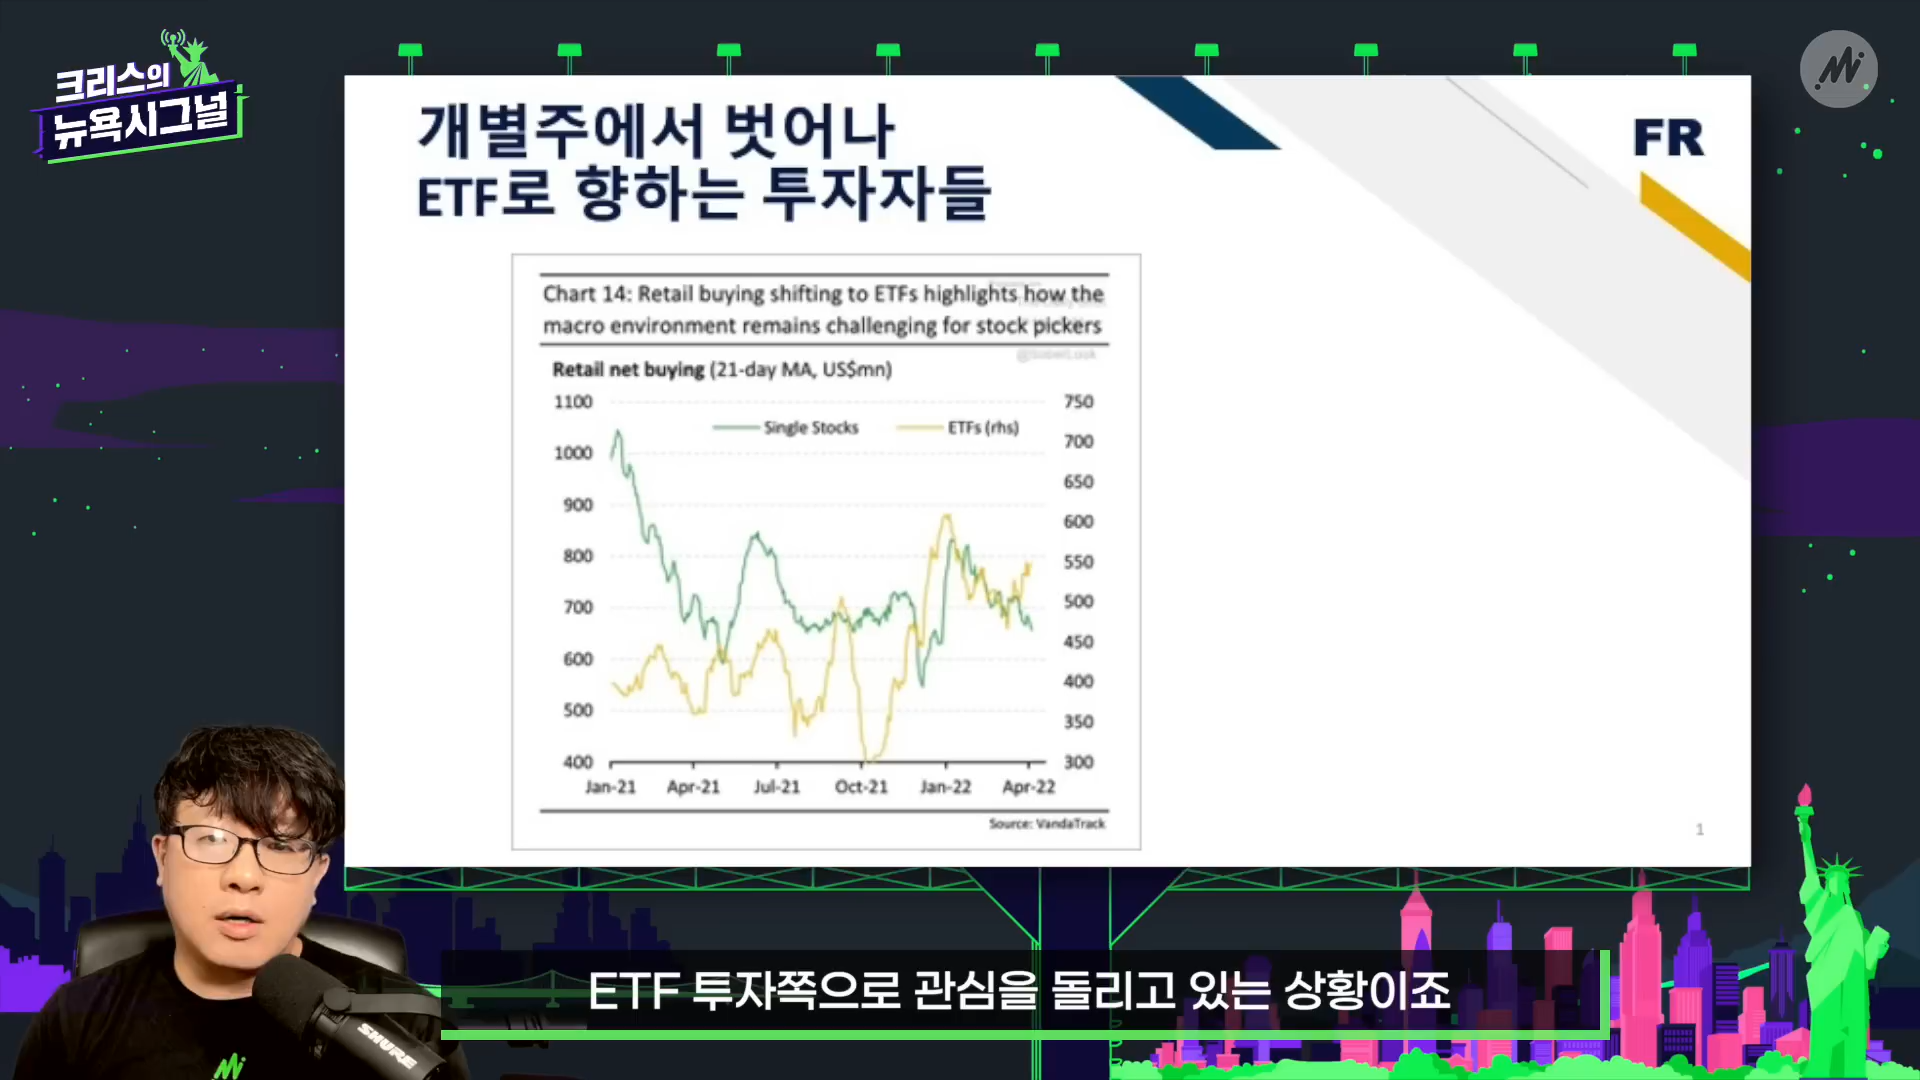 크리스의
뉴욕시그널
개별주에서 벗어나
ETF로 향하는 투자자들
FR
Chart 14: Retail buying shifting to ETFs highlights how the
macro environment remains challenging for stock pickers
Retail net buying (21-day MA, US$mn)
Single Stocks
ETFs (rhs)
1100
1000
900
800
700
600
500
400
750
700
650
600
550
500
450
400
350
300
Jan-21 Apr-21 Jul-21 Oct-21 Jan-22 Apr-22
Source: VandaTrack
1
SHURE
ETF 투자쪽으로 관심을 돌리고 있는 상황이죠